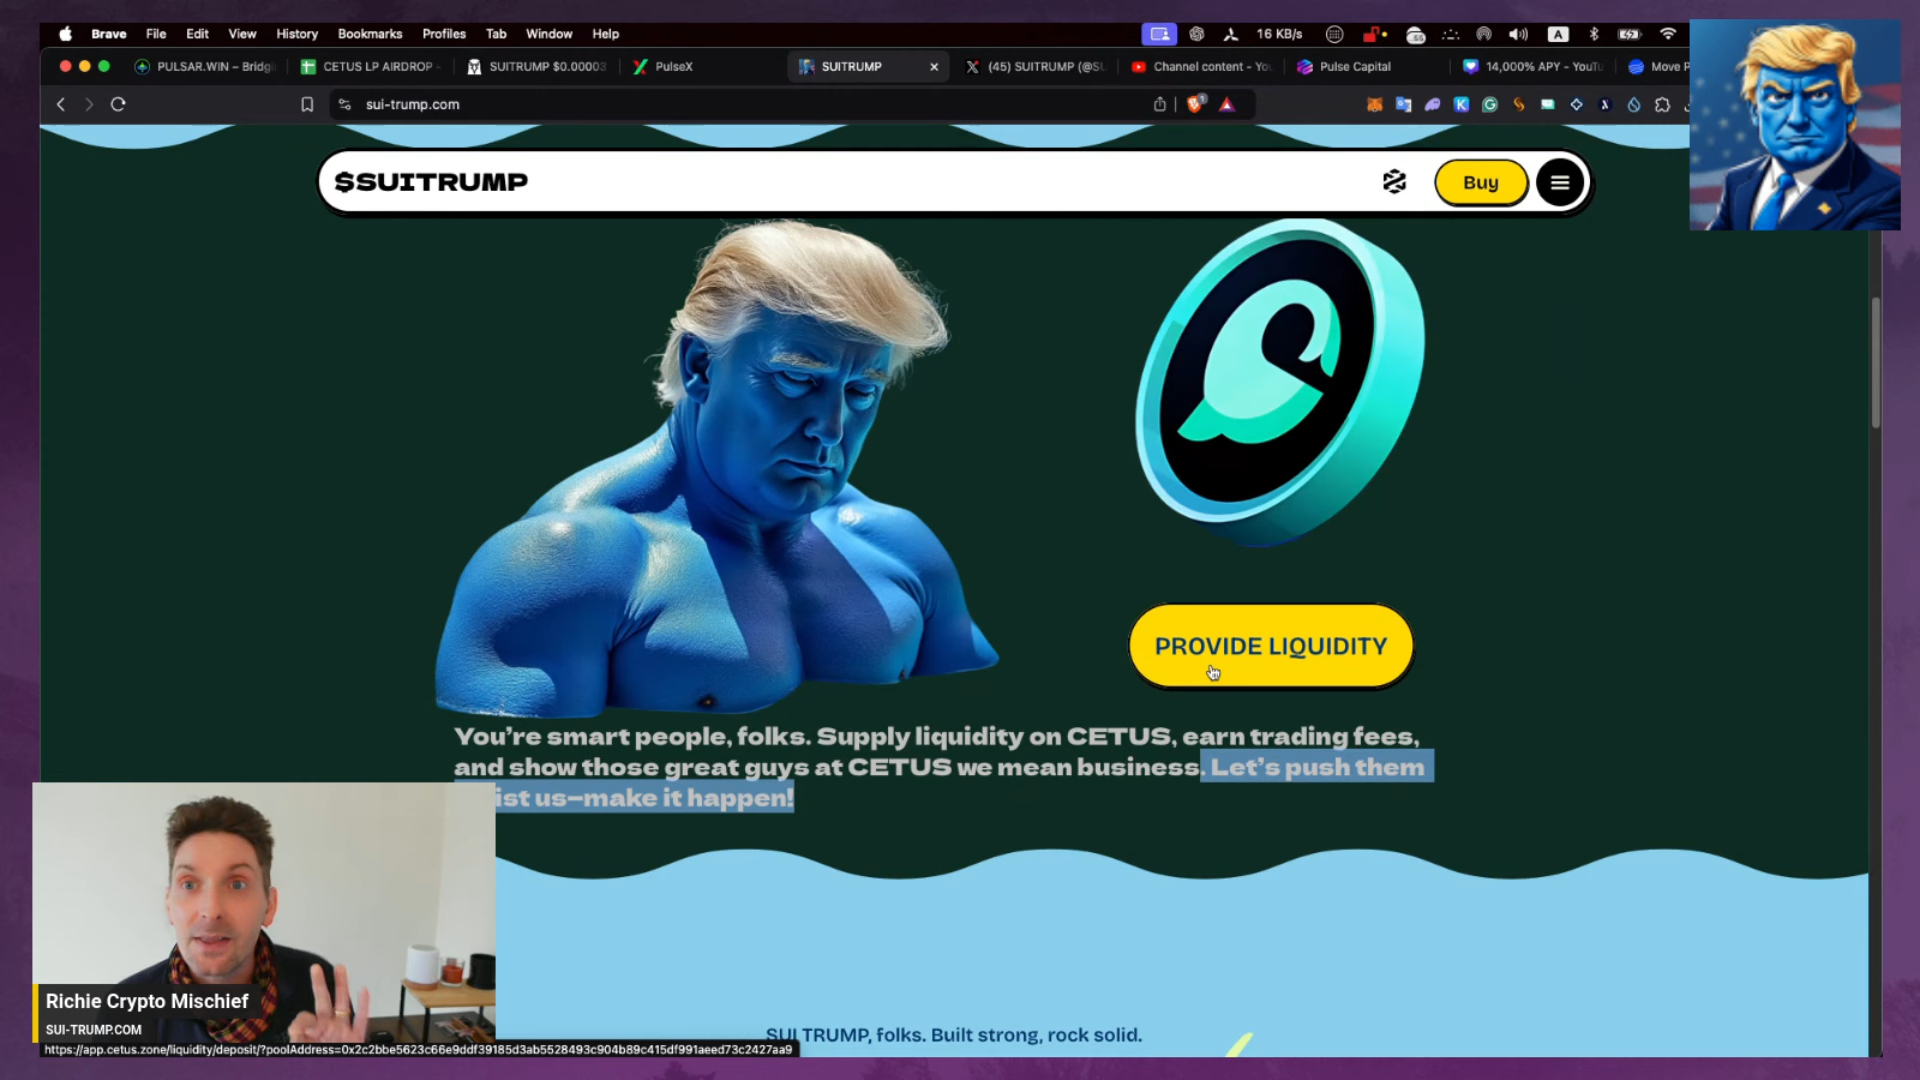 Brave File Edit View History Bookmarks Profiles Tab Window Help
16 KB/s
A
PULSAR.WIN – Bridgi
CETUS LP AIRDROP -
SUITRUMP $0.00003
PulseX
SUITRUMP
(45) SUITRUMP (@SU
Channel content - You
Pulse Capital
14,000% APY - YouTu
Move P
sui-trump.com
$SUITRUMP
Buy
PROVIDE LIQUIDITY
You're smart people, folks. Supply liquidity on CETUS, earn trading fees,
and show those great guys at CETUS we mean business. Let's push them
ist us—make it happen!
Richie Crypto Mischief
SUI-TRUMP.COM
SUI TRUMP, folks. Built strong, rock solid.
https://app.cetus.zone/liquidity/deposit/?poolAddress=0x2c2bbe5623c66e9ddf39185d3ab5528493c904b89c415df991aeed73c2427aa9